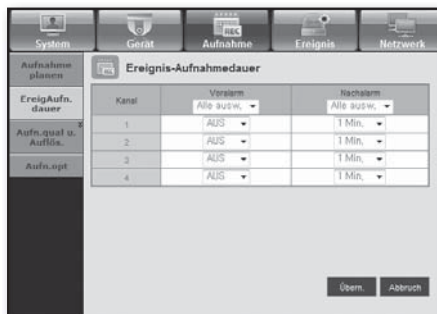 System Gerät Aufnahme Ereignis Netzwerk
REC
Aufnahme planen
EreigAufn. dauer
Aufn.qual u. Auflös.
Aufn.opt
Ereignis-Aufnahmedauer
Kanal Voralarm Nachalarm
Alle ausw. Alle ausw.
1 AUS 1 Min.
2 AUS 1 Min.
3 AUS 1 Min.
4 AUS 1 Min.
Übern. Abbruch